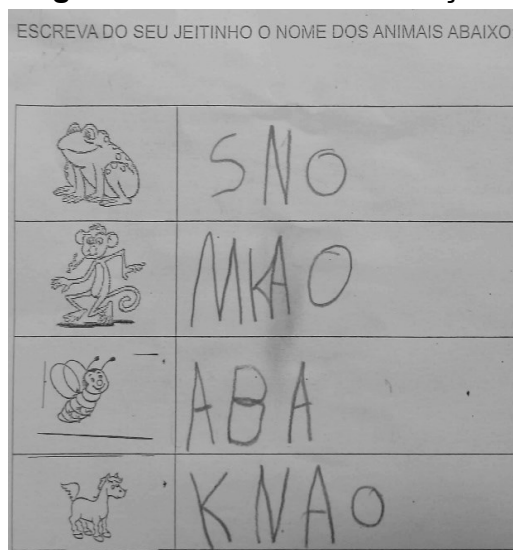 ESCREVA DO SEU JEITINHO O NOME DOS ANIMAIS ABAIXO
SNO
MKAO
ABA
KNAO